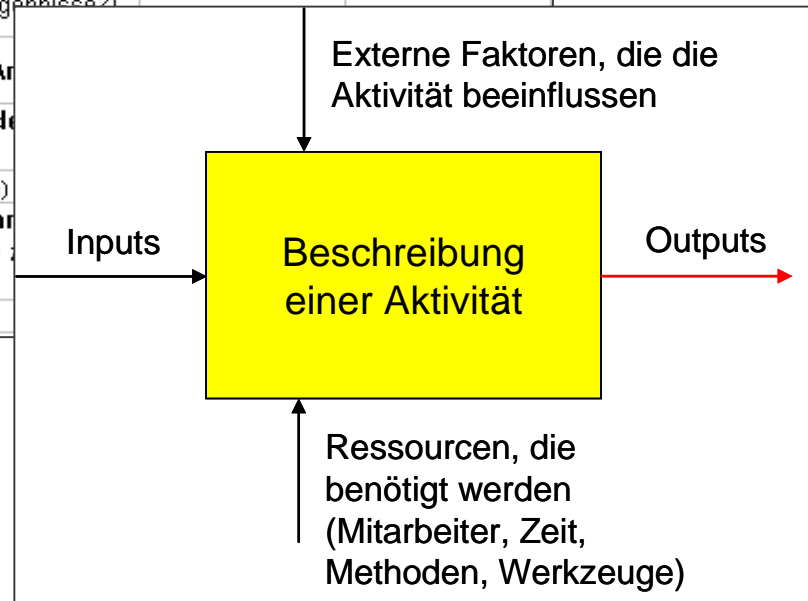 Externe Faktoren, die die
Aktivität beeinflussen
Inputs
Beschreibung
einer Aktivität
Outputs
Ressourcen, die
benötigt werden
(Mitarbeiter, Zeit,
Methoden, Werkzeuge)